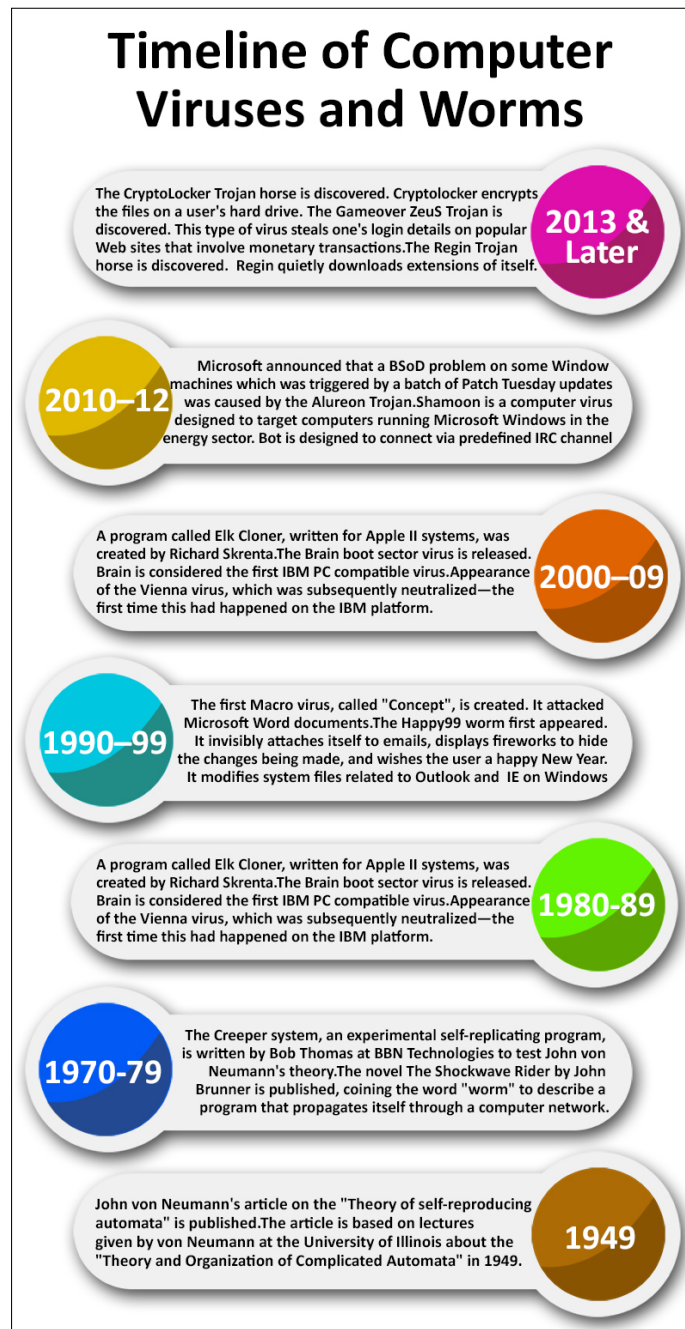 Timeline of Computer
Viruses and Worms
The CryptoLocker Trojan horse is discovered. Cryptolocker encrypts
the files on a user's hard drive. The Gameover ZeuS Trojan is
discovered. This type of virus steals one's login details on popular
Web sites that involve monetary transactions.The Regin Trojan
horse is discovered. Regin quietly downloads extensions of itself.
2013 &
Later
2010–12
Microsoft announced that a BSoD problem on some Window
machines which was triggered by a batch of Patch Tuesday updates
was caused by the Alureon Trojan.Shamoon is a computer virus
designed to target computers running Microsoft Windows in the
energy sector. Bot is designed to connect via predefined IRC channel
A program called Elk Cloner, written for Apple II systems, was
created by Richard Skrenta.The Brain boot sector virus is released.
Brain is considered the first IBM PC compatible virus.Appearance
of the Vienna virus, which was subsequently neutralized—the
first time this had happened on the IBM platform.
2000–09
1990–99
The first Macro virus, called "Concept", is created. It attacked
Microsoft Word documents.The Happy99 worm first appeared.
It invisibly attaches itself to emails, displays fireworks to hide
the changes being made, and wishes the user a happy New Year.
It modifies system files related to Outlook and IE on Windows
A program called Elk Cloner, written for Apple II systems, was
created by Richard Skrenta.The Brain boot sector virus is released.
Brain is considered the first IBM PC compatible virus.Appearance
of the Vienna virus, which was subsequently neutralized—the
first time this had happened on the IBM platform.
1980-89
1970-79
The Creeper system, an experimental self-replicating program,
is written by Bob Thomas at BBN Technologies to test John von
Neumann's theory.The novel The Shockwave Rider by John
Brunner is published, coining the word "worm" to describe a
program that propagates itself through a computer network.
John von Neumann's article on the "Theory of self-reproducing
automata" is published.The article is based on lectures
given by von Neumann at the University of Illinois about the
"Theory and Organization of Complicated Automata" in 1949.
1949